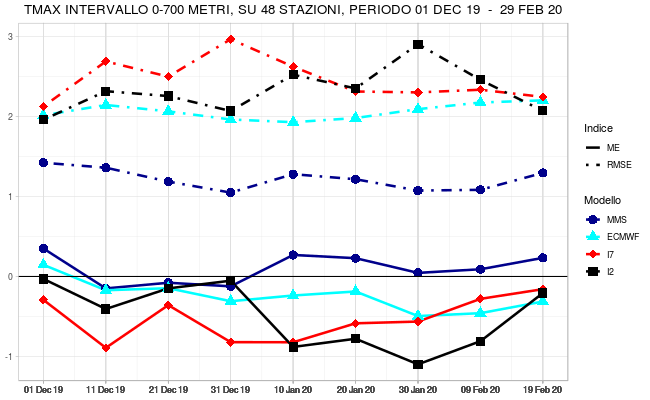 TMAX INTERVALLO 0-700 METRI, SU 48 STAZIONI, PERIODO 01 DEC 19 - 29 FEB 20
3
2
1
0
-1
01 Dec 19 11 Dec 19 21 Dec 19 31 Dec 19 10 Jan 20 20 Jan 20 30 Jan 20 09 Feb 20 19 Feb 20
Indice
ME
RMSE
Modello
MMS
ECMWF
I7
I2